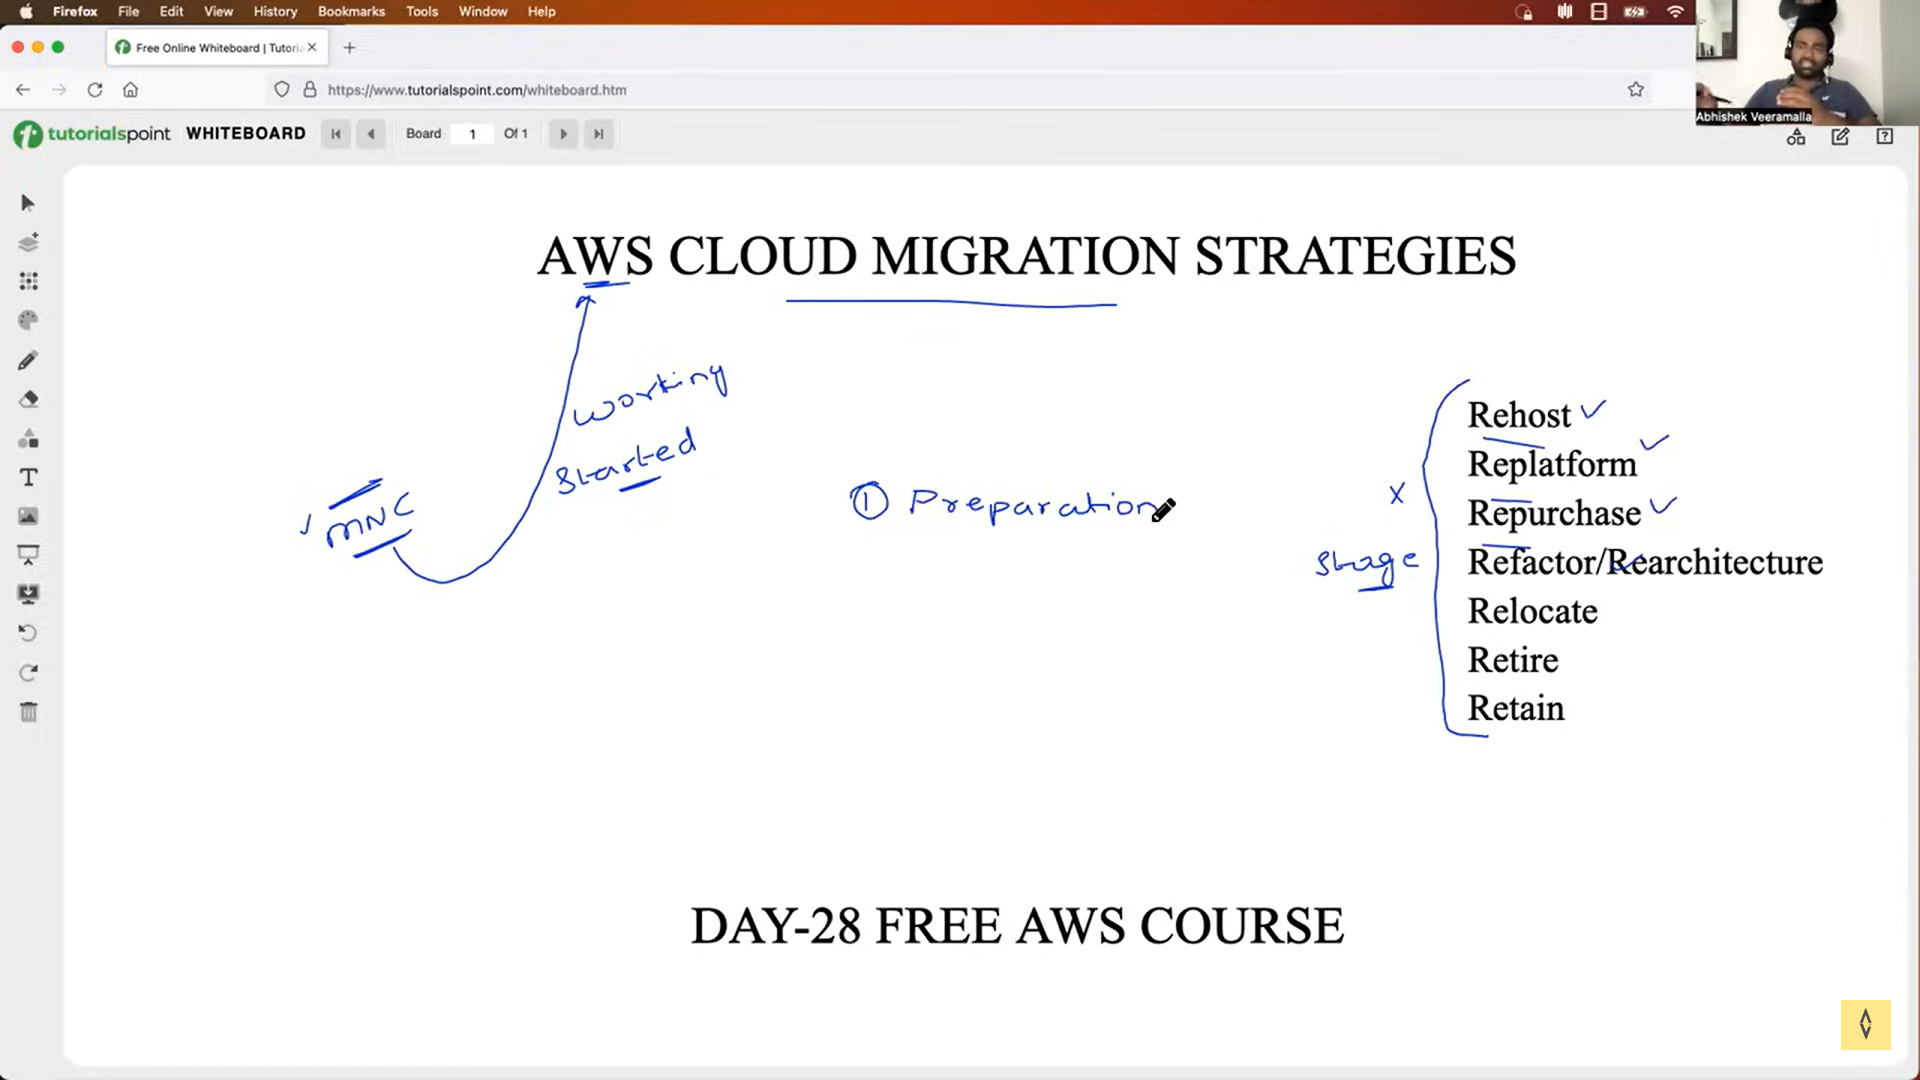 Firefox File Edit View History Bookmarks Tools Window Help
Free Online Whiteboard | Tutori
https://www.tutorialspoint.com/whiteboard.htm
Abhishek Veeramalla
tutorialspoint WHITEBOARD Board 1 Of 1
AWS CLOUD MIGRATION STRATEGIES
Working
Started
MNC
① Preparation
Stage
Rehost
Replatform
Repurchase
Refactor/Rearchitecture
Relocate
Retire
Retain
DAY-28 FREE AWS COURSE